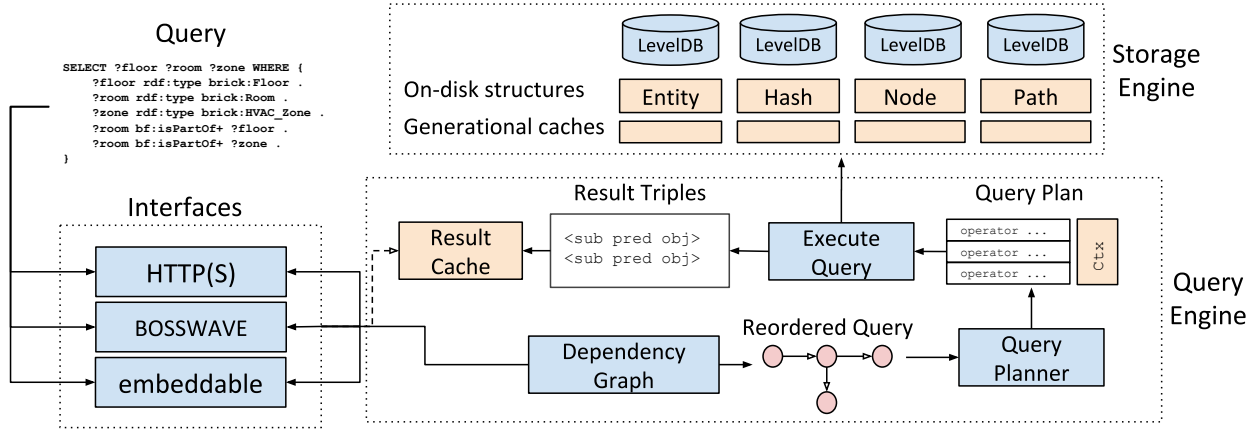 Query
SELECT ?floor ?room ?zone WHERE {
?floor rdf:type brick:Floor .
?room rdf:type brick:Room .
?zone rdf:type brick:HVAC_Zone .
?room bf:isPartOf+ ?floor .
?room bf:isPartOf+ ?zone .
}
Interfaces
HTTP(S)
BOSSWAVE
embeddable
LevelDB LevelDB LevelDB LevelDB
On-disk structures
Entity Hash Node Path
Generational caches
Storage
Engine
Result Triples
Query Plan
Result
Cache
<sub pred obj>
<sub pred obj>
Execute
Query
operator ...
operator ...
operator ...
Ctx
Query
Engine
Dependency
Graph
Reordered Query
Query
Planner